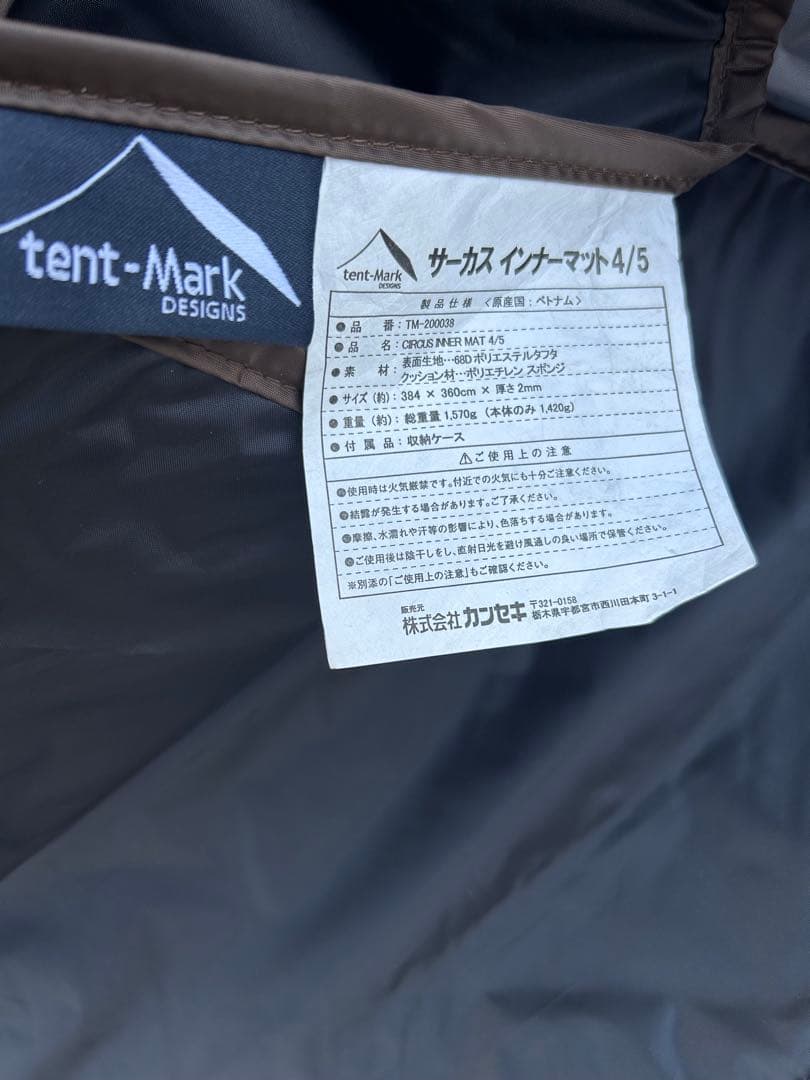 tent-Mark
DESIGNS
tent-Mark
DESIGNS
サーカス インナーマット4/5
製品仕様 〈原産国：ベトナム〉
●品 番：TM-200038
●品 名：CIRCUS INNER MAT 4/5
●素 材：表面生地…68Dポリエステルタフタ
クッション材…ポリエチレン スポンジ
●サイズ（約）：384 × 360cm × 厚さ2mm
●重量（約）：総重量 1,570g （本体のみ 1,420g）
●付属品：収納ケース
⚠ご使用上の注意
●使用時は火気厳禁です。付近での火気にも十分ご注意ください。
●結露が発生する場合があります。ご了承ください。
●摩擦、水濡れや汗等の影響により、色落ちする場合があります。
●ご使用後は陰干しをし、直射日光を避け風通しの良い場所で保管ください。
※別添の「ご使用上の注意」もご確認ください。
販売元
株式会社カンセキ
〒321-0158
栃木県宇都宮市西川田本町3-1-1